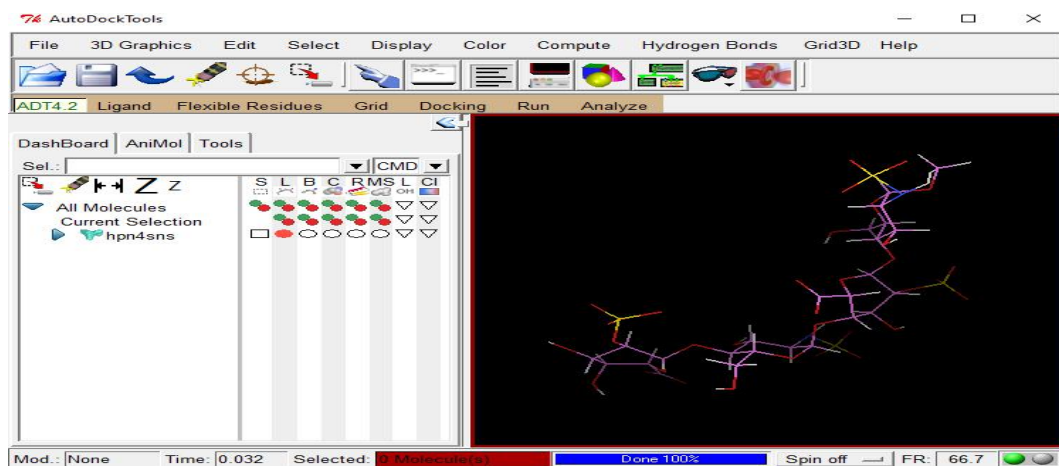 AutoDockTools
File 3D Graphics Edit Select Display Color Compute Hydrogen Bonds Grid3D Help
ADT4.2 Ligand Flexible Residues Grid Docking Run Analyze
DashBoard AniMol Tools
Sel.: CMD
Z Z S L B C R MS L Cl
All Molecules
Current Selection
hpn4sns
Mod.: None Time: 0.032 Selected: 0 Molecule(s) Done 100% Spin off FR: 66.7